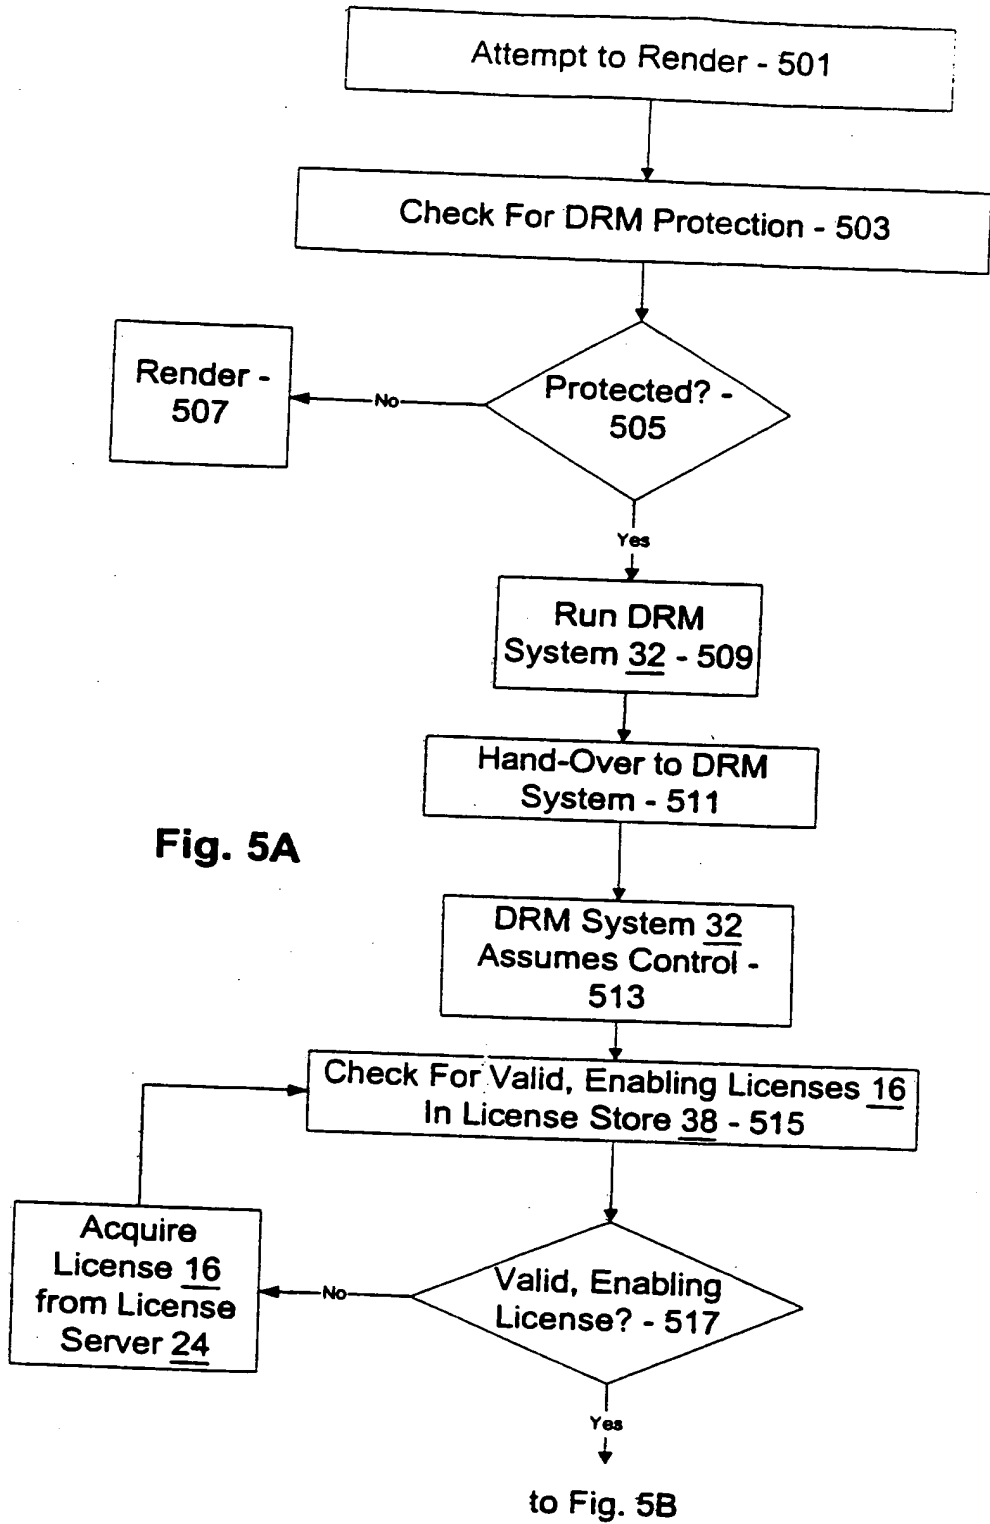 Attempt to Render - 501
Check For DRM Protection - 503
Protected? -
505
No
Render -
507
Yes
Run DRM
System 32 - 509
Hand-Over to DRM
System - 511
Fig. 5A
DRM System 32
Assumes Control -
513
Check For Valid, Enabling Licenses 16
In License Store 38 - 515
Valid, Enabling
License? - 517
No
Acquire
License 16
from License
Server 24
Yes
to Fig. 5B